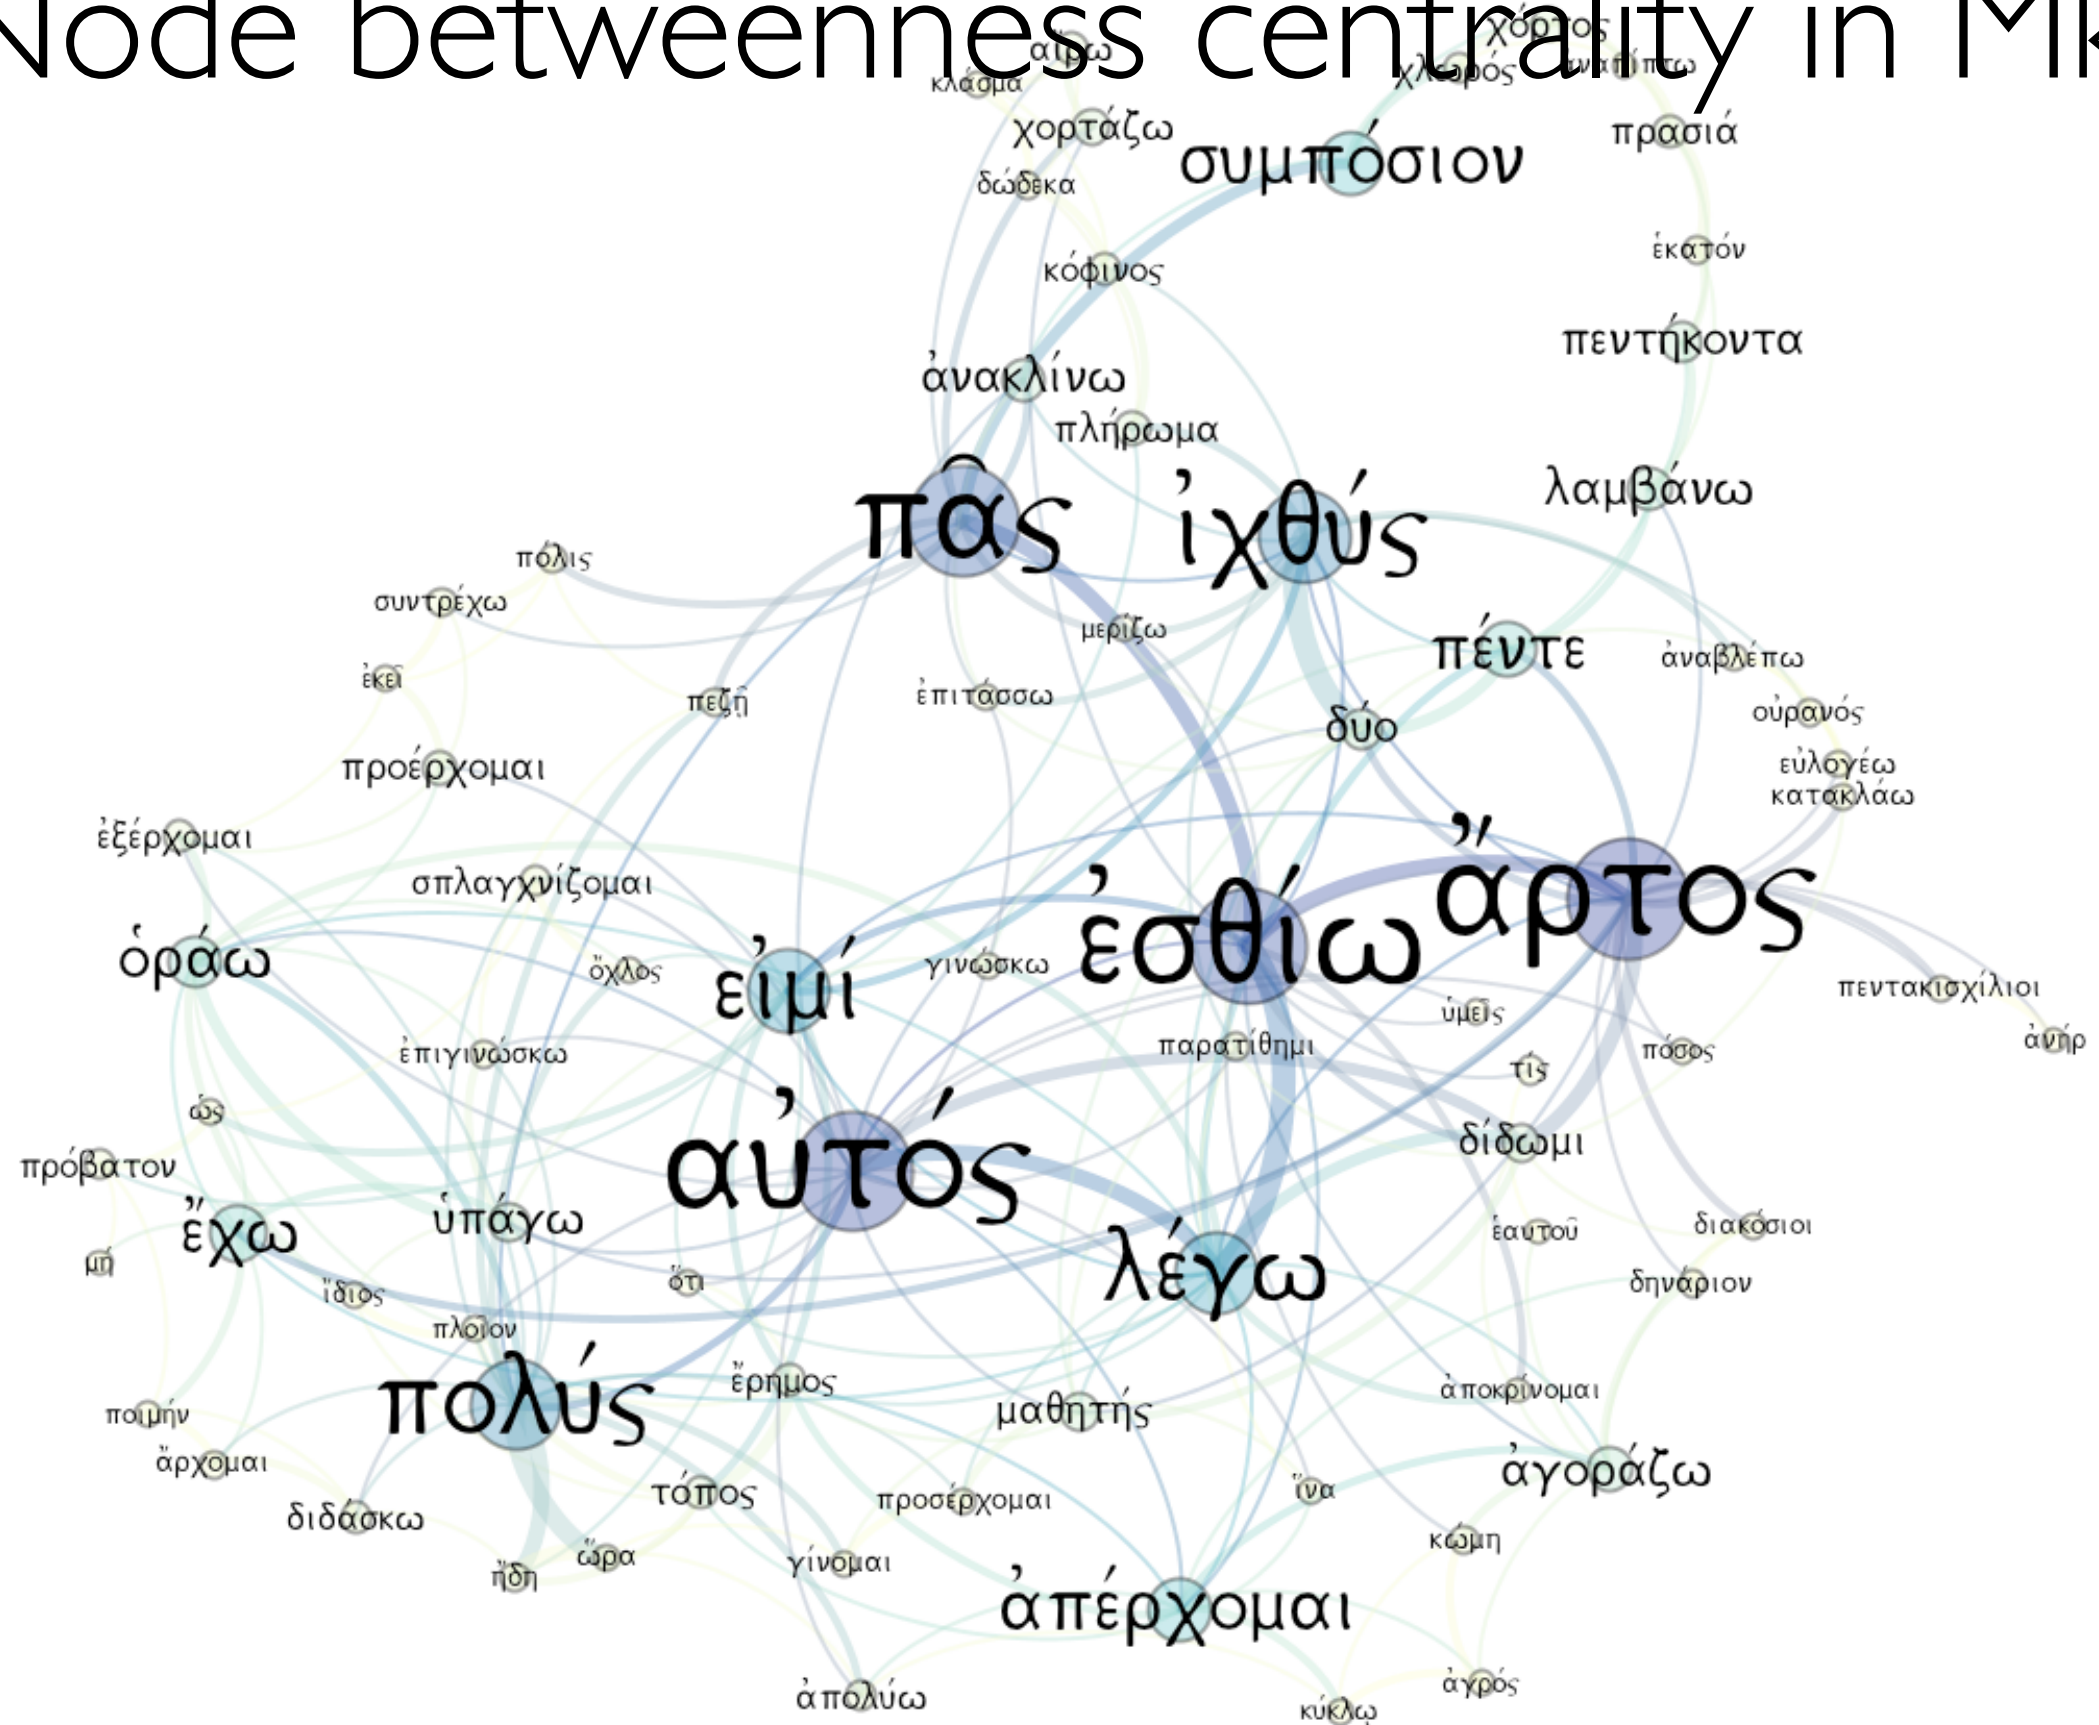 Node betweenness centrality in Mk
χόρτος
αἴρω
χλωρός
ἀναπίπτω
κλάσμα
χορτάζω
πρασιά
συμπόσιον
δώδεκα
ἑκατόν
κόφινος
πεντήκοντα
ἀνακλίνω
πλήρωμα
λαμβάνω
πᾶς
ἰχθύς
πόλις
συντρέχω
μερίζω
πέντε
ἀναβλέπω
ἐκεῖ
πεζῇ
ἐπιτάσσω
οὐρανός
δύο
προέρχομαι
εὐλογέω
κατακλάω
ἐξέρχομαι
σπλαγχνίζομαι
ἄρτος
ἐσθίω
ὁράω
ὄχλος
εἰμί
γινώσκω
πεντακισχίλιοι
ὑμεῖς
ἀνήρ
ἐπιγινώσκω
παρατίθημι
πόσος
τίς
ὡς
δίδωμι
πρόβατον
αὐτός
ὑπάγω
ἑαυτοῦ
διακόσιοι
ἔχω
μή
λέγω
ὅτι
δηνάριον
ἴδιος
πλοῖον
ἔρημος
ἀποκρίνομαι
πολύς
μαθητής
ποιμήν
ἄρχομαι
ἀγοράζω
τόπος
προσέρχομαι
ἵνα
διδάσκω
κώμη
ὥρα
γίνομαι
ἤδη
ἀπέρχομαι
ἀγρός
ἀπολύω
κύκλῳ